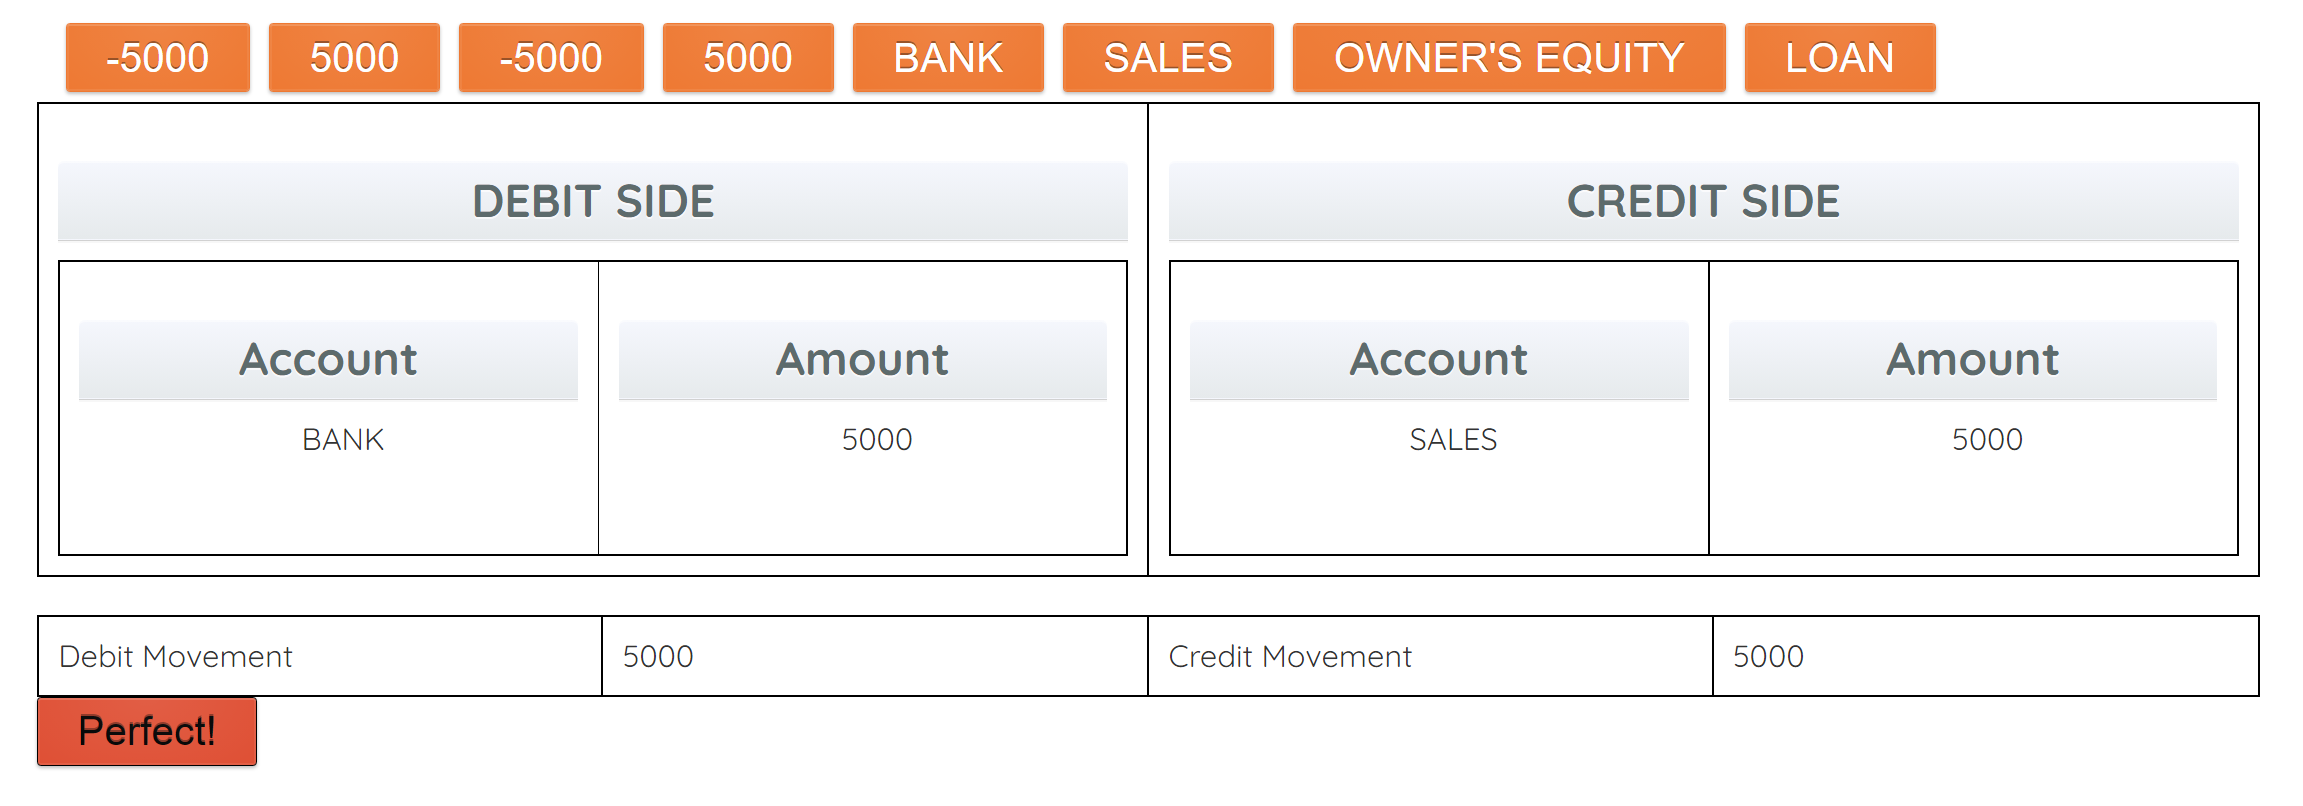 -5000 5000 -5000 5000 BANK SALES OWNER'S EQUITY LOAN
DEBIT SIDE CREDIT SIDE
Account Amount Account Amount
BANK 5000 SALES 5000
Debit Movement 5000 Credit Movement 5000
Perfect!